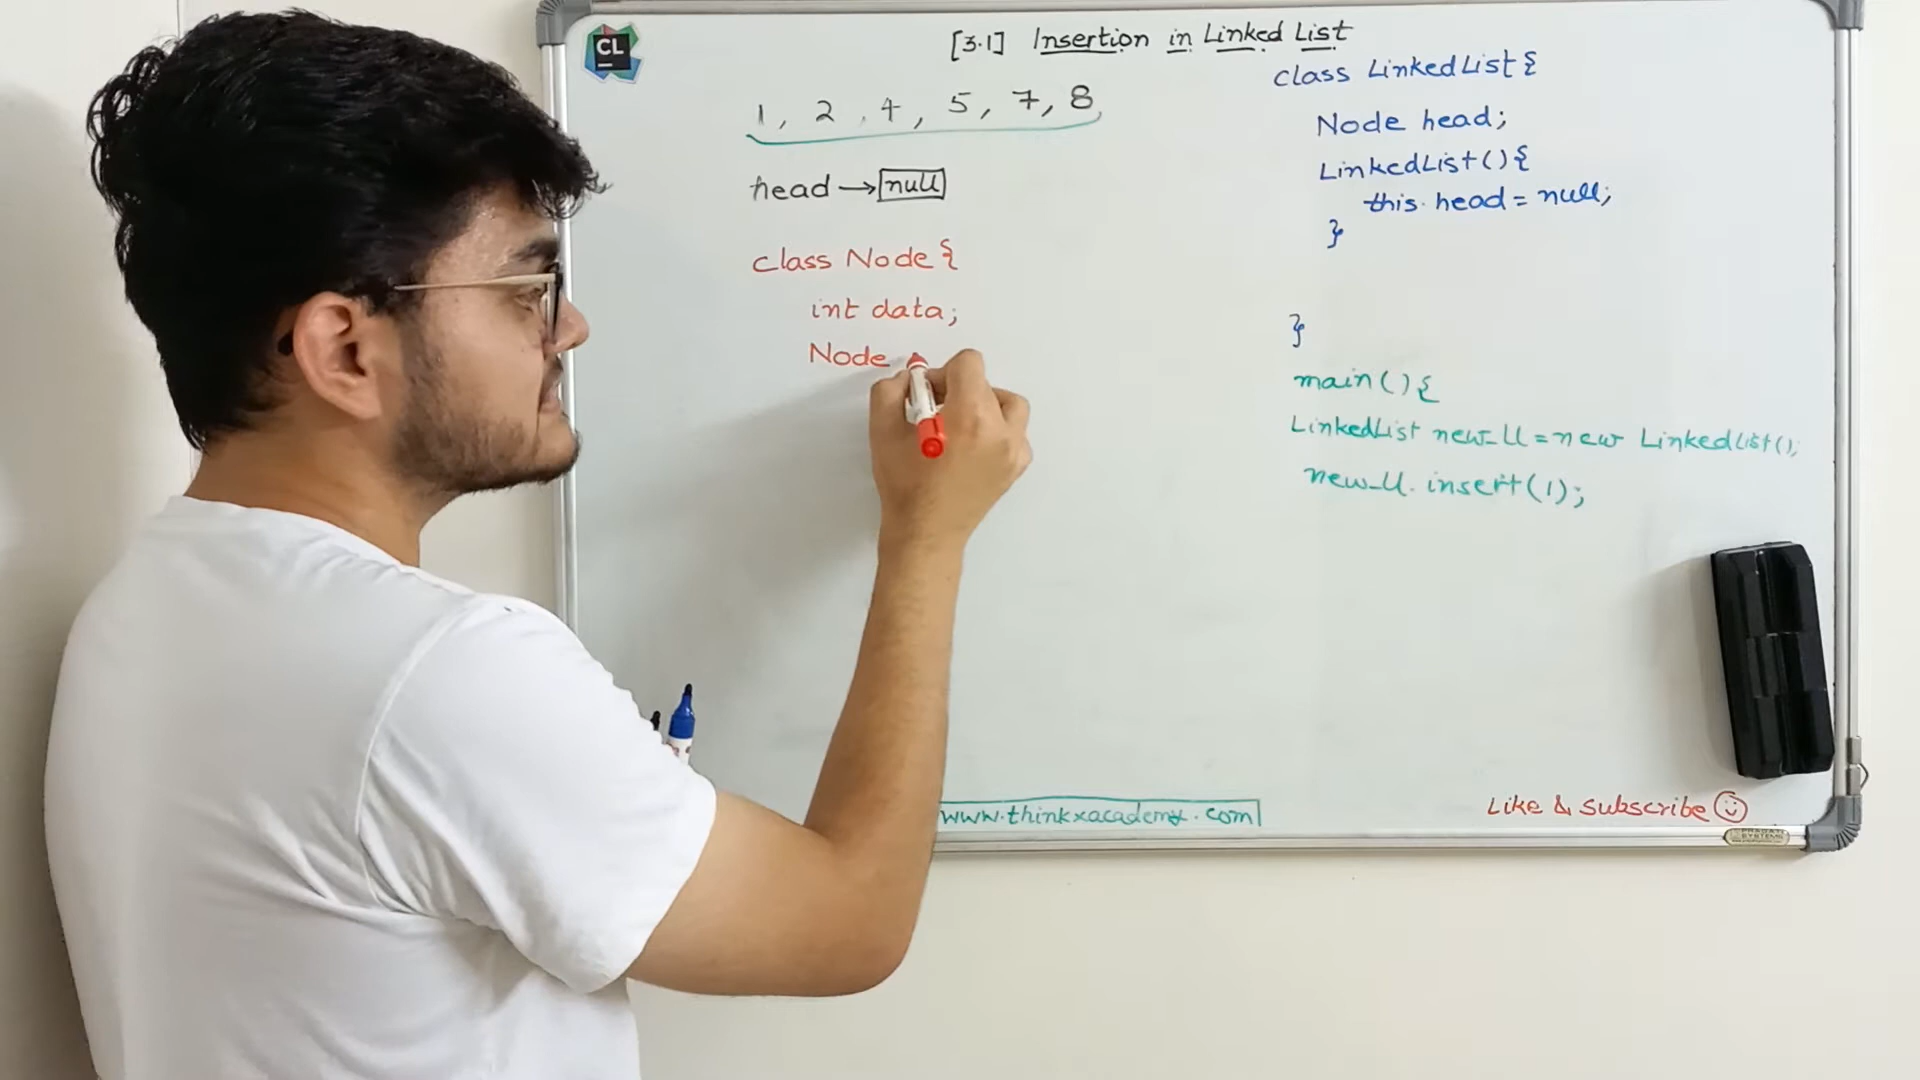 CL
[3.1] Insertion in Linked List
1, 2, 4, 5, 7, 8
head → null
class Node {
int data;
Node
class LinkedList {
Node head;
LinkedList () {
this. head = null;
}
}
main () {
LinkedList new_ll = new LinkedList ();
new_ll. insert (1);
www.thinkxacademy.com
Like & Subscribe